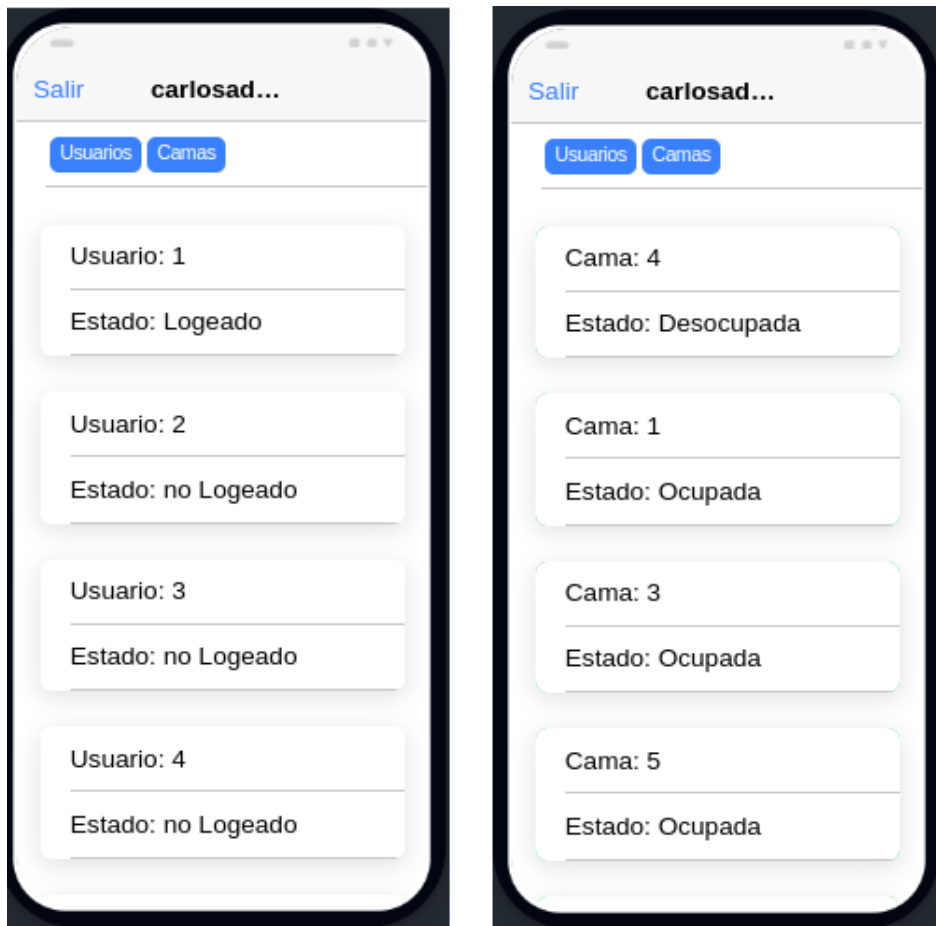 Salir carlosad...
Usuarios Camas
Usuario: 1
Estado: Logeado
Usuario: 2
Estado: no Logeado
Usuario: 3
Estado: no Logeado
Usuario: 4
Estado: no Logeado
Salir carlosad...
Usuarios Camas
Cama: 4
Estado: Desocupada
Cama: 1
Estado: Ocupada
Cama: 3
Estado: Ocupada
Cama: 5
Estado: Ocupada